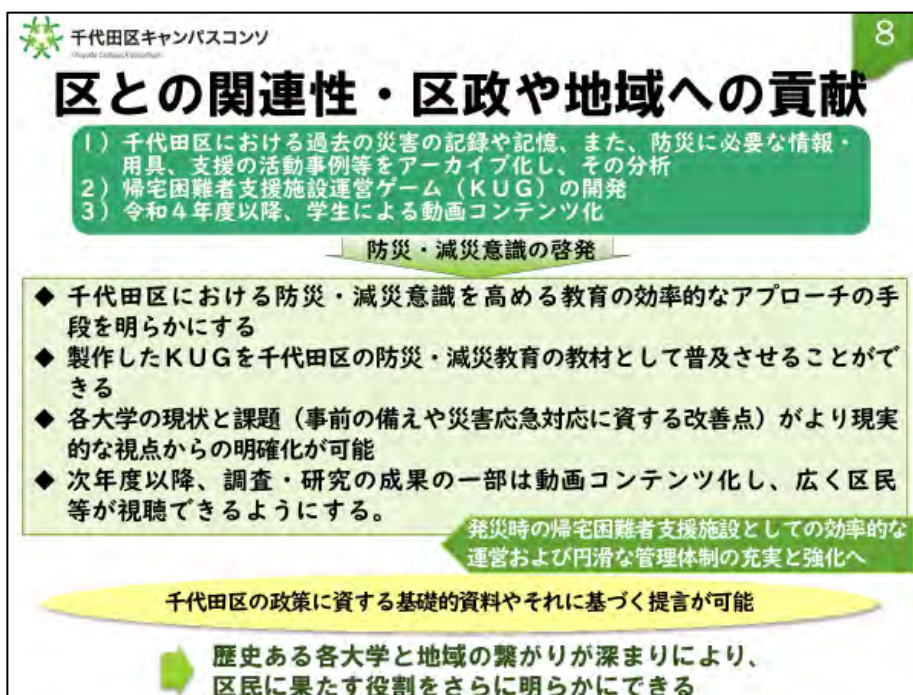 千代田区キャンパスコンソ
8
区との関連性・区政や地域への貢献
1）千代田区における過去の災害の記録や記憶、また、防災に必要な情報・
用具、支援の活動事例等をアーカイブ化し、その分析
2）帰宅困難者支援施設運営ゲーム（KUG）の開発
3）令和４年度以降、学生による動画コンテンツ化
防災・減災意識の啓発
◆ 千代田区における防災・減災意識を高める教育の効率的なアプローチの手
段を明らかにする
◆ 製作したKUGを千代田区の防災・減災教育の教材として普及させることがで
きる
◆ 各大学の現状と課題（事前の備えや災害応急対応に資する改善点）がより現実
的な視点からの明確化が可能
◆ 次年度以降、調査・研究の成果の一部は動画コンテンツ化し、広く区民
等が視聴できるようにする。
発災時の帰宅困難者支援施設としての効率的な
運営および円滑な管理体制の充実と強化へ
千代田区の政策に資する基礎的資料やそれに基づく提言が可能
歴史ある各大学と地域の繋がりが深まりにより、
区民に果たす役割をさらに明らかにできる